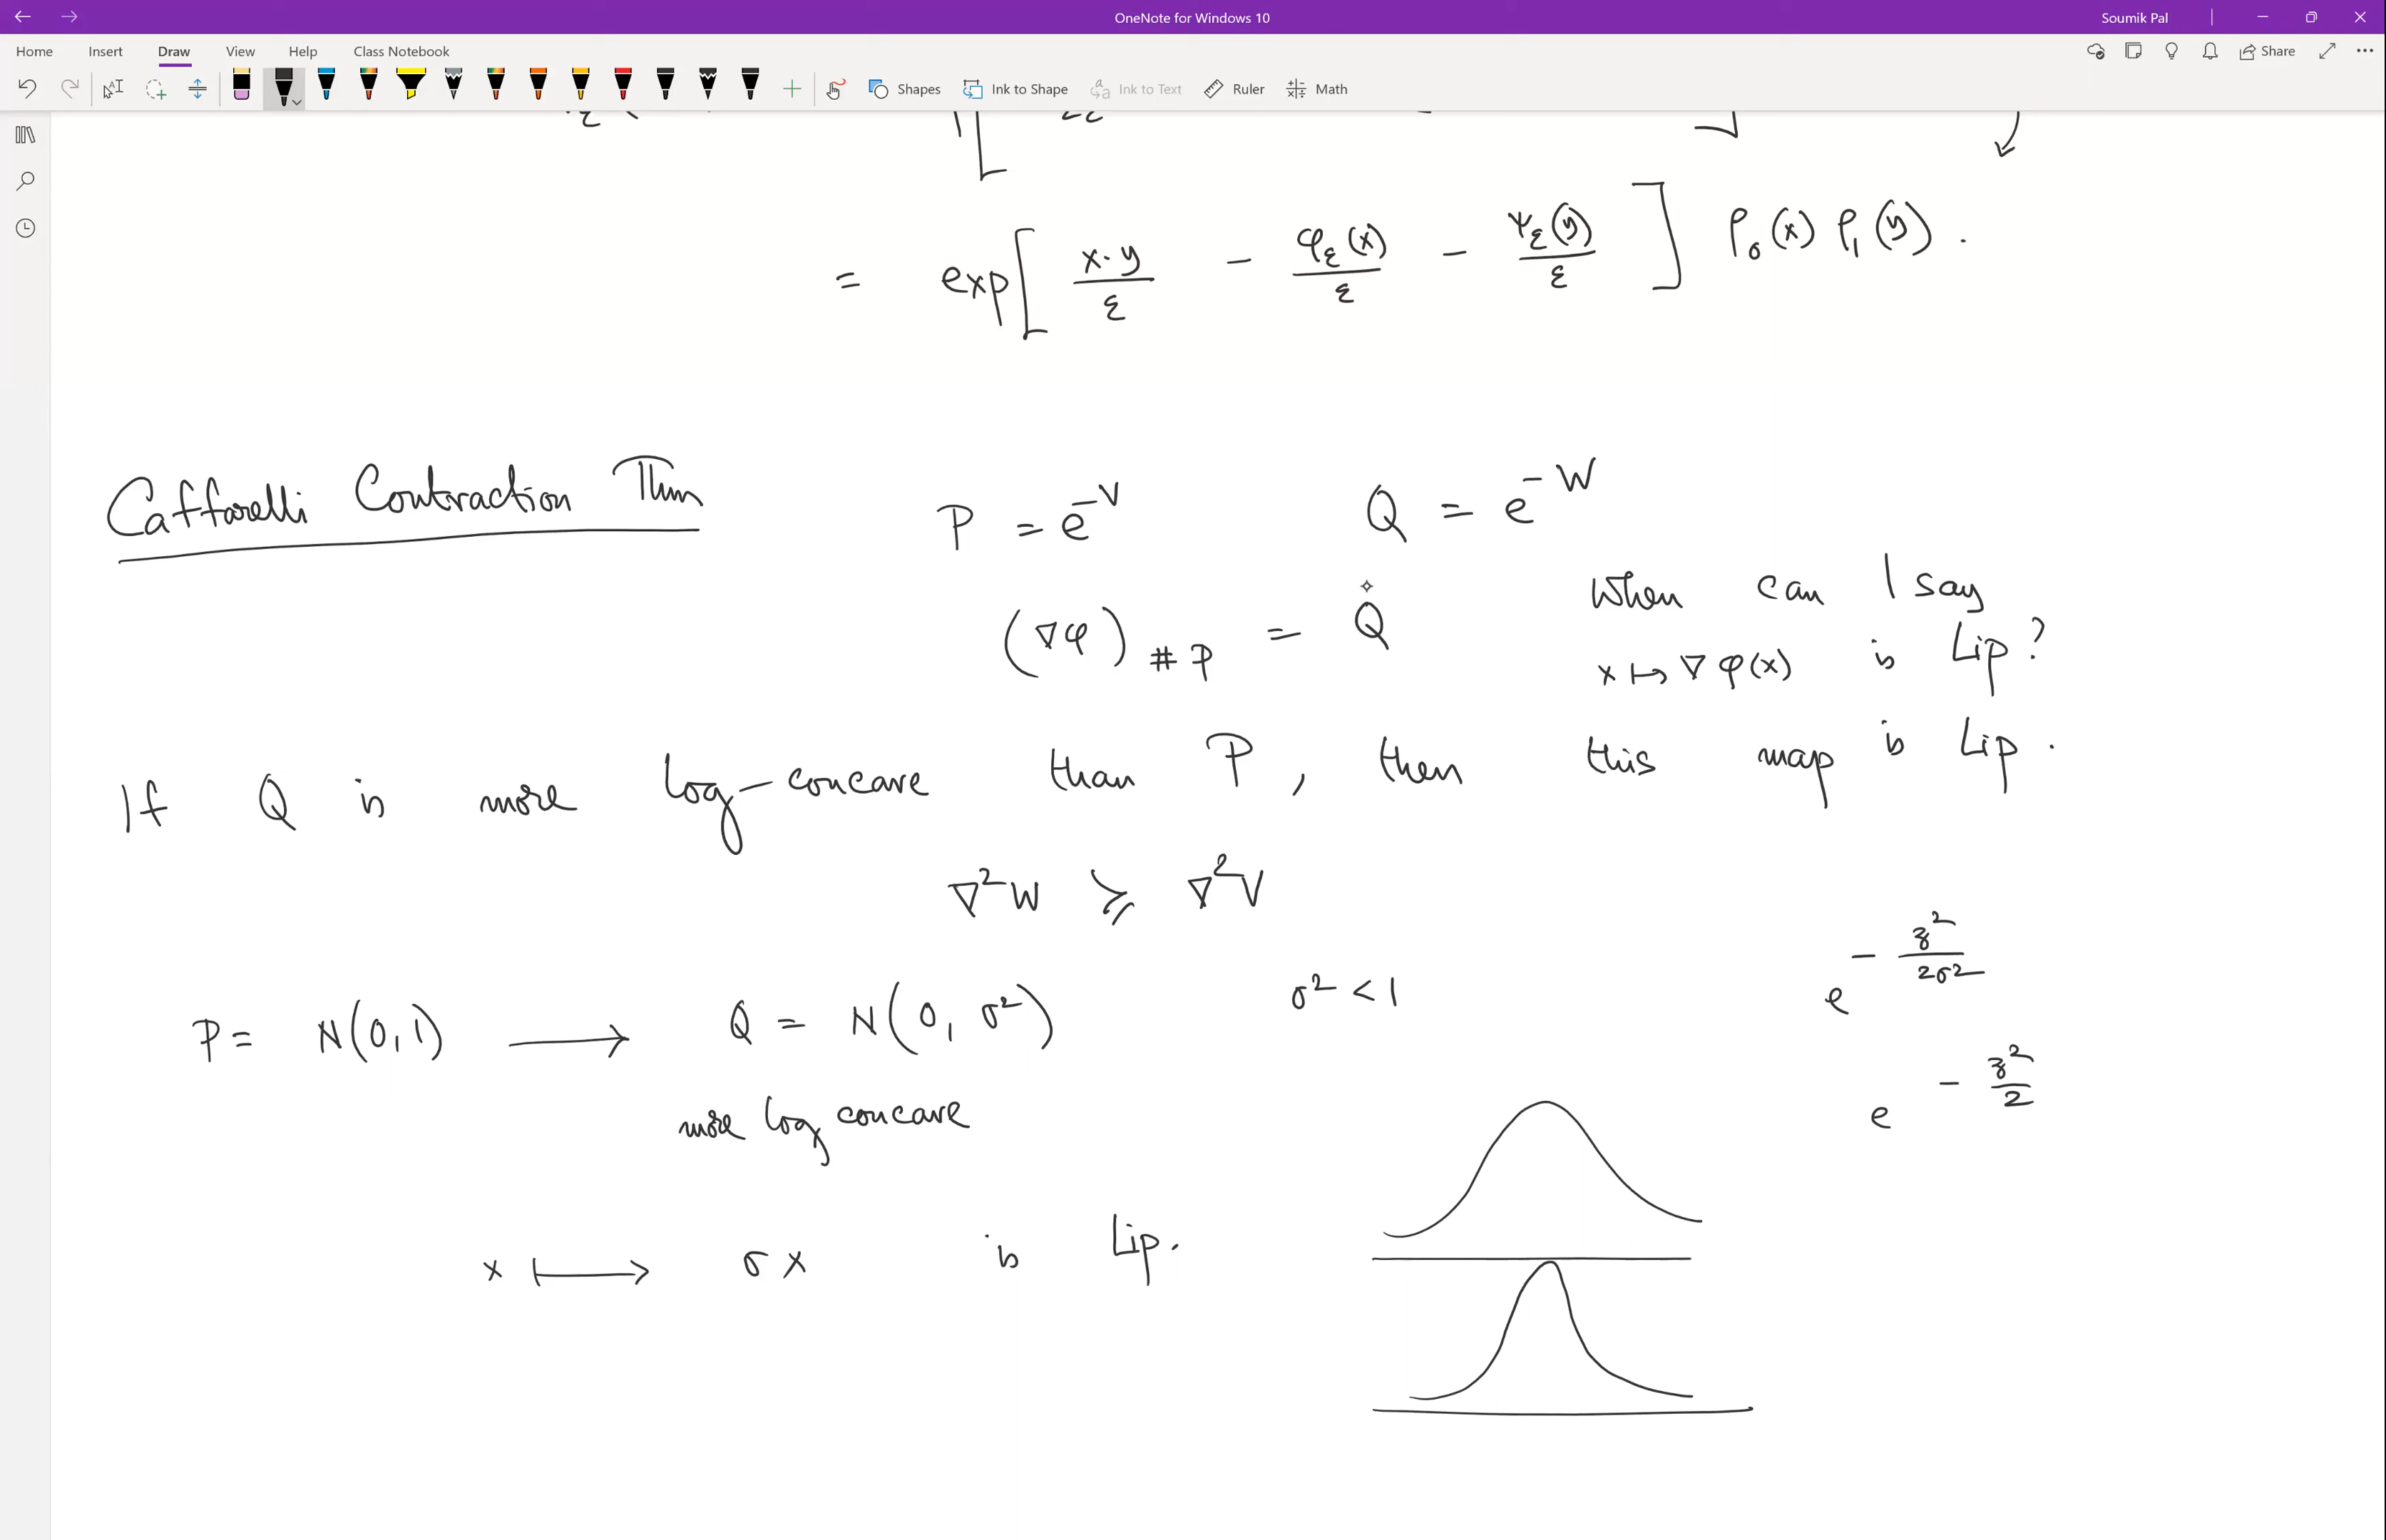 OneNote for Windows 10
Soumik Pal
Home Insert Draw View Help Class Notebook
Share
Shapes Ink to Shape Ink to Text Ruler Math
2ε
= exp[ x·y/ε - φ_ε(x)/ε - ψ_ε(y)/ε ] ρ₀(x) ρ₁(y).
Caffarelli Contraction Thm
P = e^{-V} Q = e^{-W}
(∇φ)_{# P} = Q
When can I say
x ↦ ∇φ(x) is Lip?
If Q is more log-concave than P, then this map is Lip.
∇²W ≥ ∇²V
P = N(0,1) ⟶ Q = N(0, σ²) σ² < 1
e^{-z²/2σ²}
more log concave
e^{-z²/2}
x ⟼ σx is Lip.